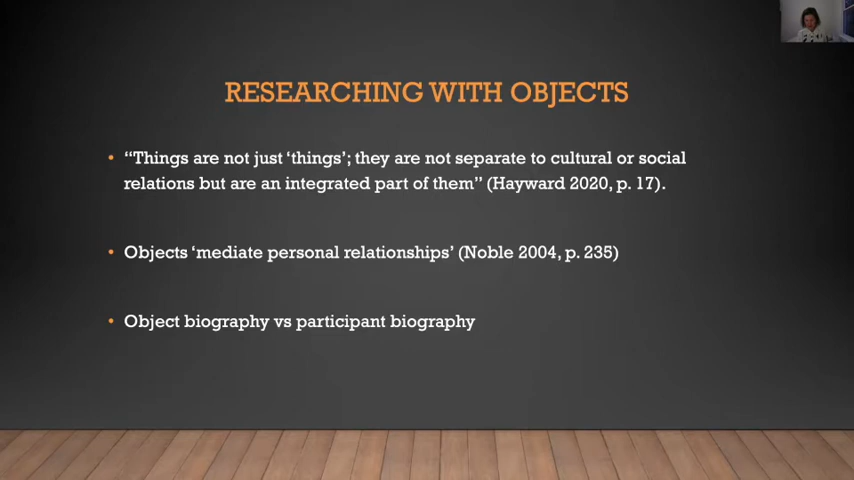 RESEARCHING WITH OBJECTS
• “Things are not just ‘things’; they are not separate to cultural or social
relations but are an integrated part of them” (Hayward 2020, p. 17).
• Objects ‘mediate personal relationships’ (Noble 2004, p. 235)
• Object biography vs participant biography